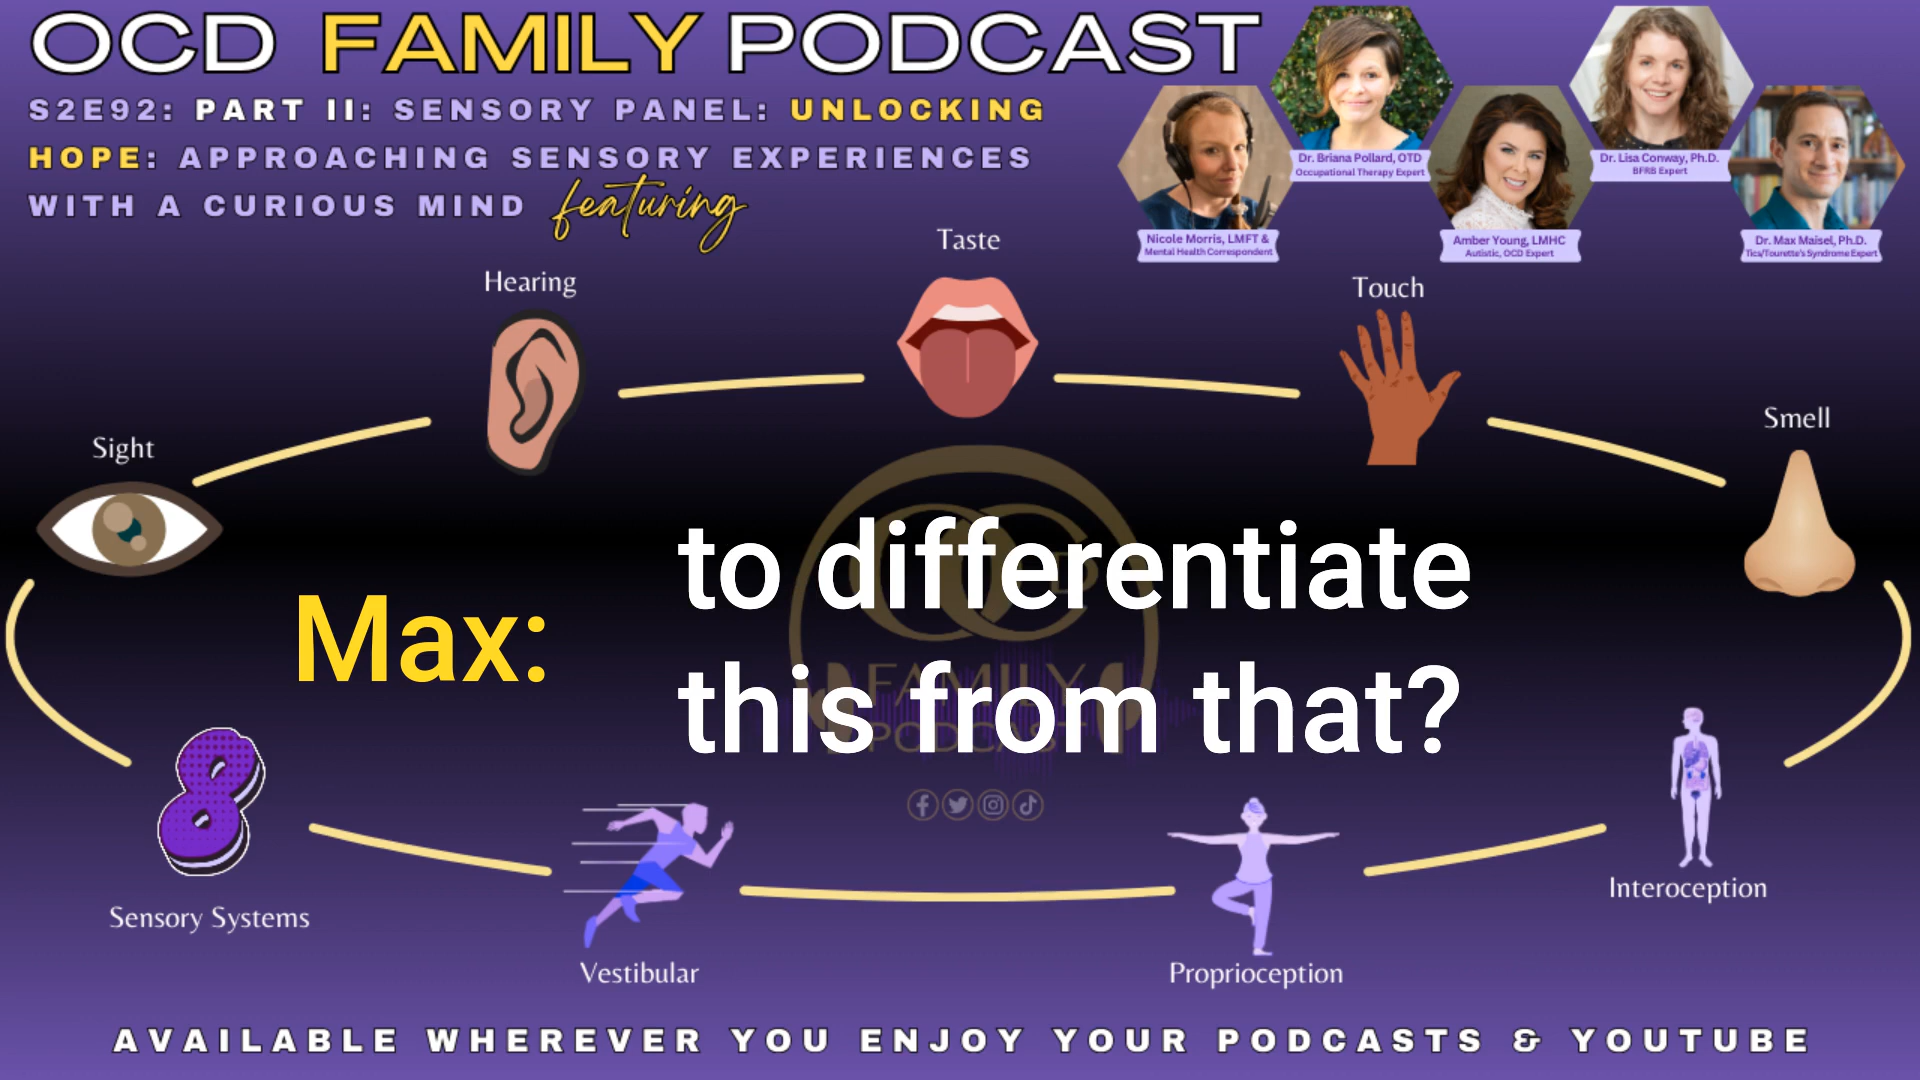 OCD FAMILY PODCAST
S2E92: PART II: SENSORY PANEL: UNLOCKING
HOPE: APPROACHING SENSORY EXPERIENCES
WITH A CURIOUS MIND featuring
Nicole Morris, LMFT &
Mental Health Correspondent
Dr. Briana Pollard, OTD
Occupational Therapy Expert
Amber Young, LMHC
Autistic, OCD Expert
Dr. Lisa Conway, Ph.D.
BFRB Expert
Dr. Max Maisel, Ph.D.
Tics/Tourette's Syndrome Expert
Taste
Hearing
Touch
Smell
Sight
Max:
to differentiate
this from that?
FAMILY
PODCAST
8
Sensory Systems
Vestibular
Proprioception
Interoception
AVAILABLE WHEREVER YOU ENJOY YOUR PODCASTS & YOUTUBE